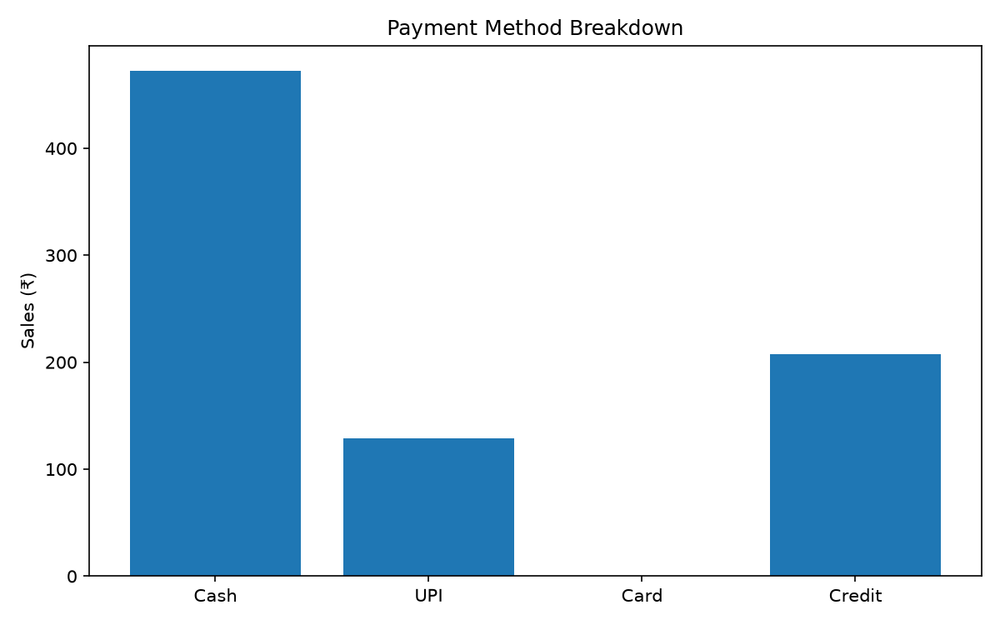 Payment Method Breakdown
Sales (₹)
400
300
200
100
0
Cash
UPI
Card
Credit